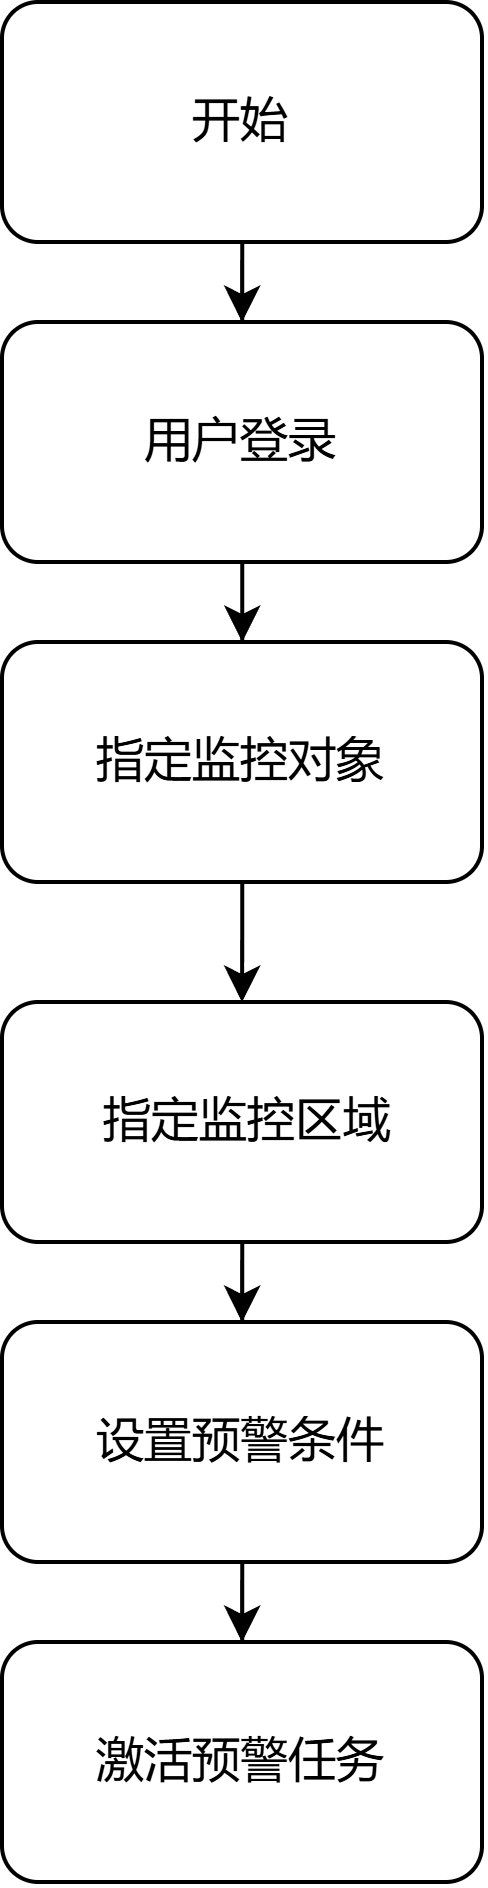 开始
用户登录
指定监控对象
指定监控区域
设置预警条件
激活预警任务